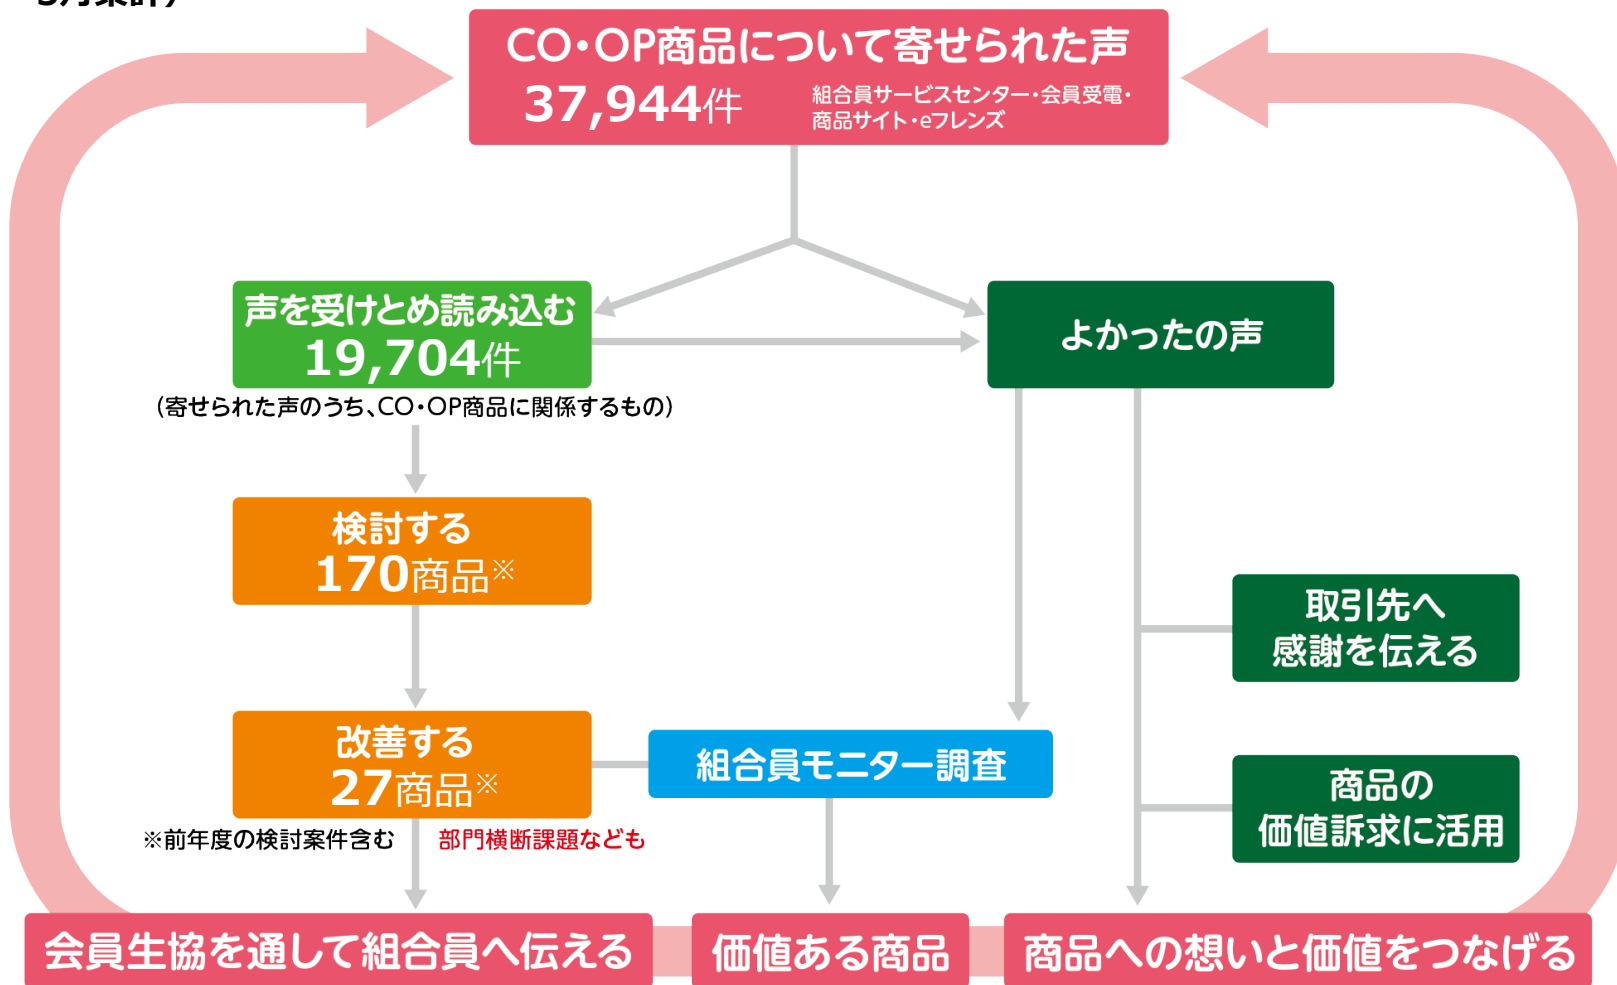 CO・OP商品について寄せられた声
37,944件
組合員サービスセンター・会員受電・
商品サイト・eフレンズ
声を受けとめ読み込む
19,704件
(寄せられた声のうち、CO・OP商品に関係するもの)
よかったの声
検討する
170商品※
取引先へ
感謝を伝える
改善する
27商品※
組合員モニター調査
商品の
価値訴求に活用
※前年度の検討案件含む
部門横断課題なども
会員生協を通して組合員へ伝える
価値ある商品
商品への想いと価値をつなげる